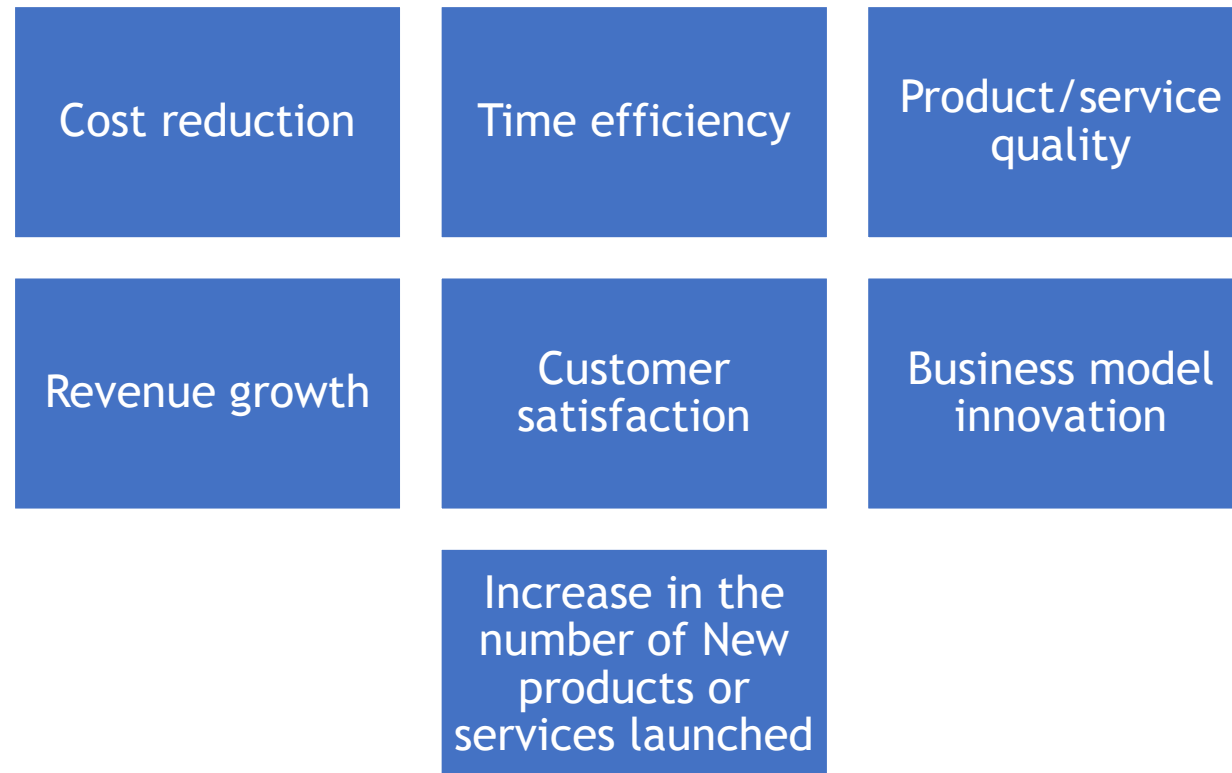 Cost reduction
Time efficiency
Product/service
quality
Revenue growth
Customer
satisfaction
Business model
innovation
Increase in the
number of New
products or
services launched